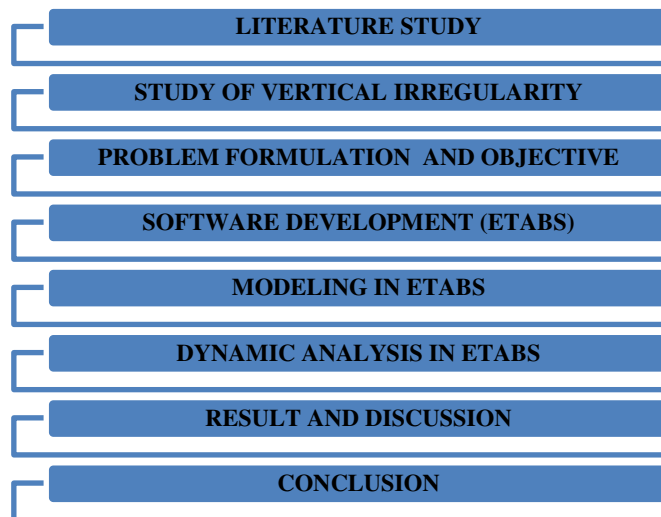 LITERATURE STUDY
STUDY OF VERTICAL IRREGULARITY
PROBLEM FORMULATION AND OBJECTIVE
SOFTWARE DEVELOPMENT (ETABS)
MODELING IN ETABS
DYNAMIC ANALYSIS IN ETABS
RESULT AND DISCUSSION
CONCLUSION